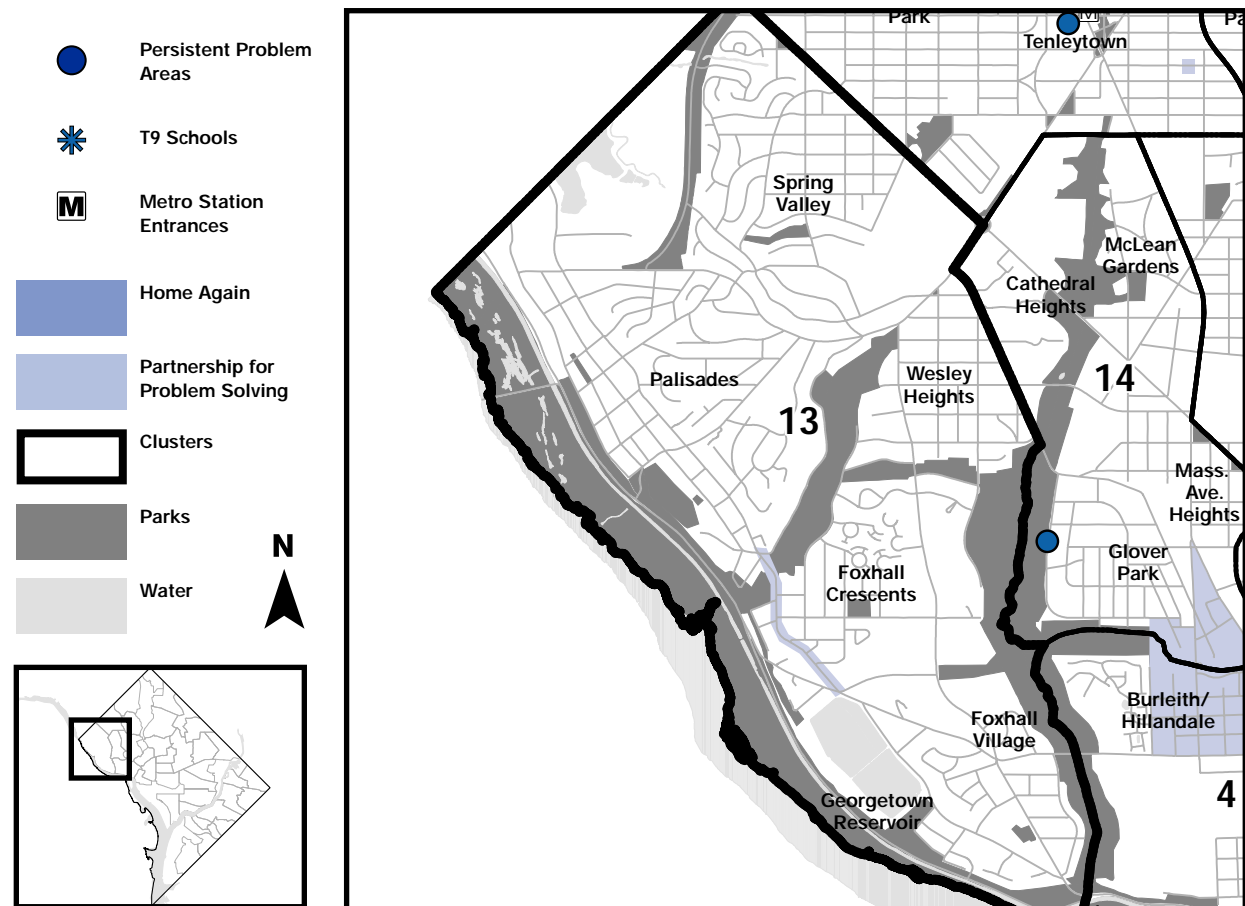 Persistent Problem
Areas
T9 Schools
M
Metro Station
Entrances
Home Again
Partnership for
Problem Solving
Clusters
Parks
Water
N
Park
Tenleytown
Spring
Valley
McLean
Gardens
Cathedral
Heights
14
Palisades
Wesley
Heights
13
Mass.
Ave.
Heights
Glover
Park
Foxhall
Crescents
Burleith/
Hillandale
Foxhall
Village
4
Georgetown
Reservoir